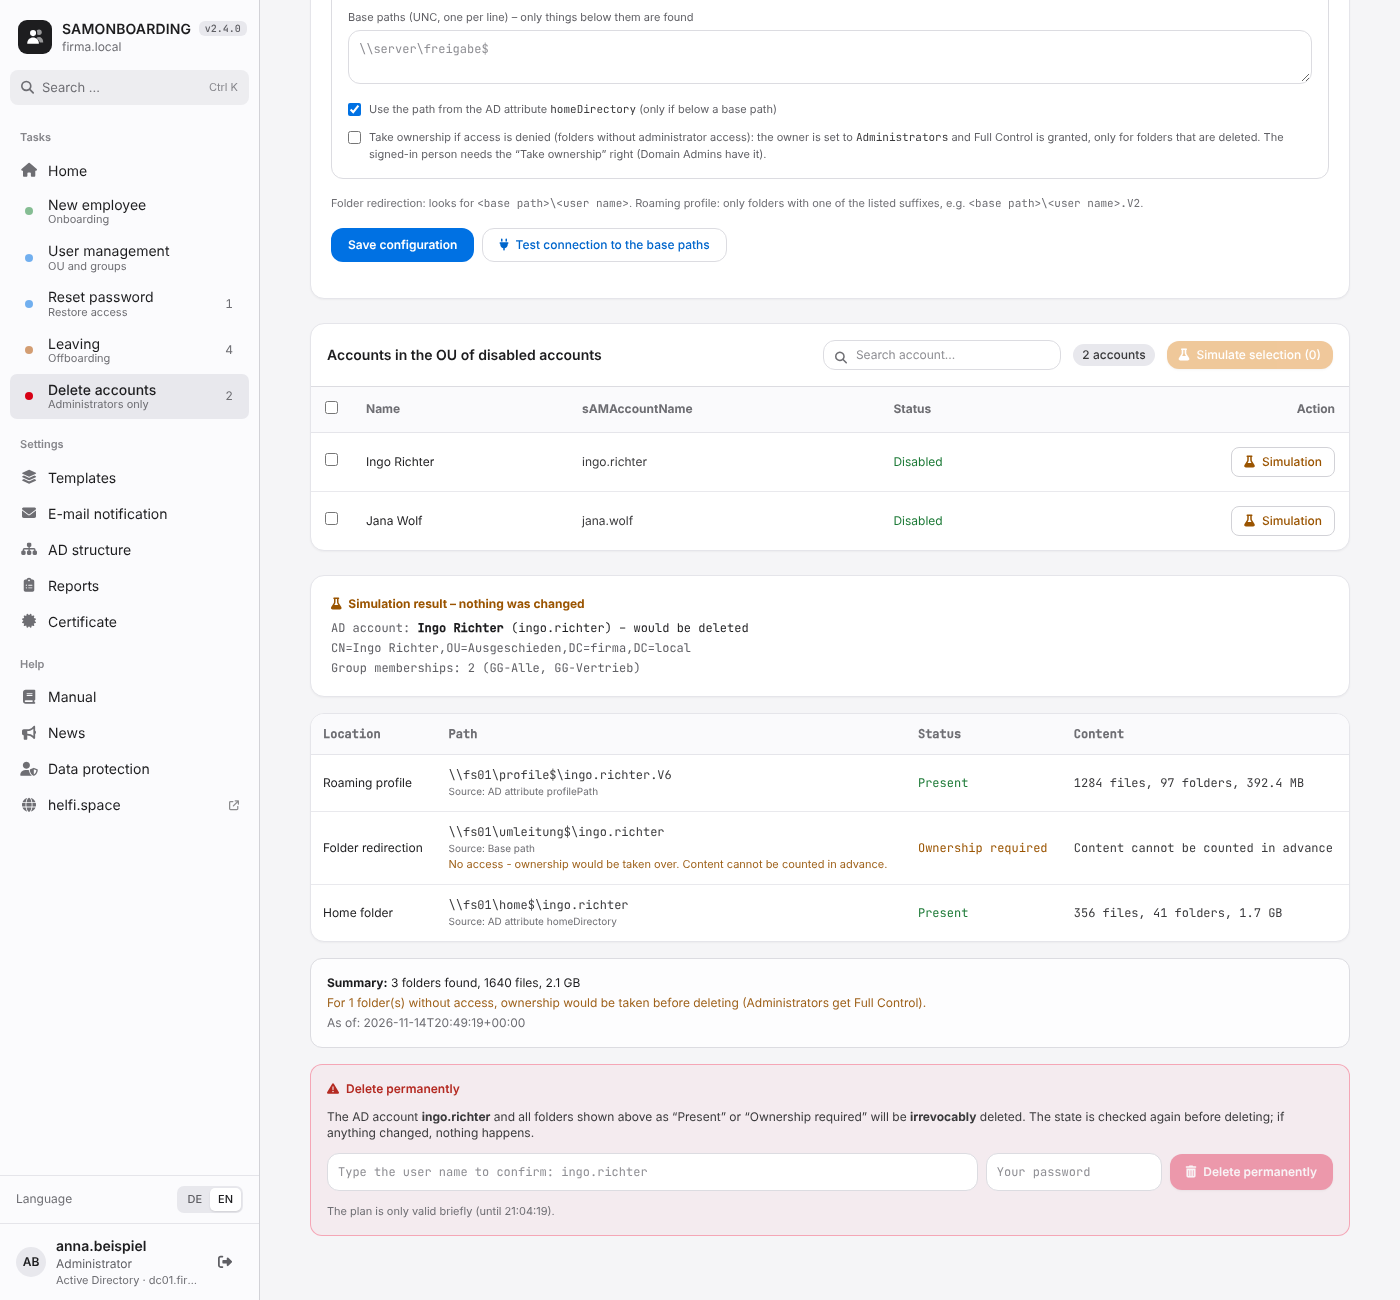 SAMONBOARDING v2.4.0
firma.local
Search ... Ctrl K
Tasks
Home
New employee
Onboarding
User management
OU and groups
Reset password 1
Restore access
Leaving 4
Offboarding
Delete accounts 2
Administrators only
Settings
Templates
E-mail notification
AD structure
Reports
Certificate
Help
Manual
News
Data protection
helfi.space
Language DE EN
AB
anna.beispiel
Administrator
Active Directory · dc01.fir...
Base paths (UNC, one per line) – only things below them are found
\\server\freigabe$
Use the path from the AD attribute homeDirectory (only if below a base path)
Take ownership if access is denied (folders without administrator access): the owner is set to Administrators and Full Control is granted, only for folders that are deleted. The
signed-in person needs the “Take ownership” right (Domain Admins have it).
Folder redirection: looks for <base path>\<user name>. Roaming profile: only folders with one of the listed suffixes, e.g. <base path>\<user name>.V2.
Save configuration Test connection to the base paths
Accounts in the OU of disabled accounts Search account... 2 accounts Simulate selection (0)
Name sAMAccountName Status Action
Ingo Richter ingo.richter Disabled Simulation
Jana Wolf jana.wolf Disabled Simulation
Simulation result – nothing was changed
AD account: Ingo Richter (ingo.richter) – would be deleted
CN=Ingo Richter,OU=Ausgeschieden,DC=firma,DC=local
Group memberships: 2 (GG-Alle, GG-Vertrieb)
Location Path Status Content
Roaming profile \\fs01\profile$\ingo.richter.V6 Present 1284 files, 97 folders, 392.4 MB
Source: AD attribute profilePath
Folder redirection \\fs01\umleitung$\ingo.richter Ownership required Content cannot be counted in advance
Source: Base path
No access - ownership would be taken over. Content cannot be counted in advance.
Home folder \\fs01\home$\ingo.richter Present 356 files, 41 folders, 1.7 GB
Source: AD attribute homeDirectory
Summary: 3 folders found, 1640 files, 2.1 GB
For 1 folder(s) without access, ownership would be taken before deleting (Administrators get Full Control).
As of: 2026-11-14T20:49:19+00:00
Delete permanently
The AD account ingo.richter and all folders shown above as “Present” or “Ownership required” will be irrevocably deleted. The state is checked again before deleting; if
anything changed, nothing happens.
Type the user name to confirm: ingo.richter Your password Delete permanently
The plan is only valid briefly (until 21:04:19).